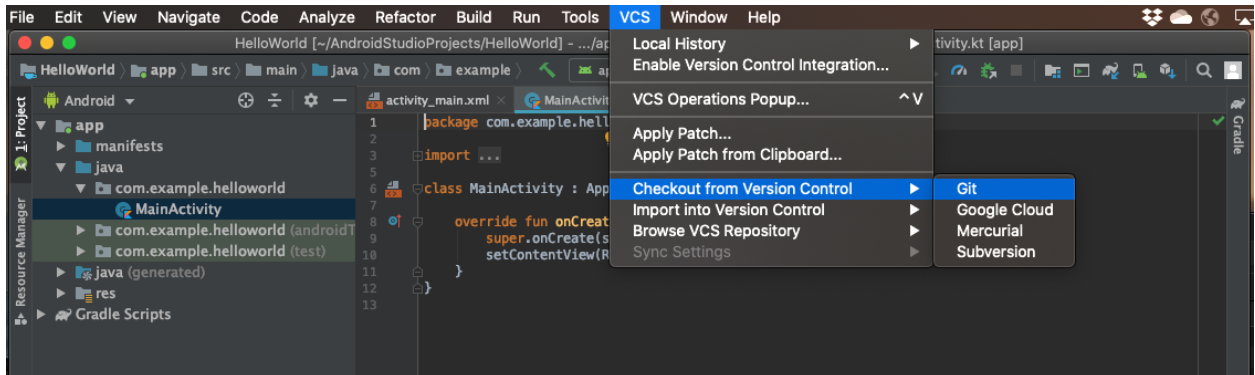 File Edit View Navigate Code Analyze Refactor Build Run Tools VCS Window Help
HelloWorld [~/AndroidStudioProjects/HelloWorld] - .../ap
tivity.kt [app]
HelloWorld app src main java com example
Android
activity_main.xml
MainActivit
1: Project
Resource Manager
app
manifests
java
com.example.helloworld
MainActivity
com.example.helloworld (androidT
com.example.helloworld (test)
java (generated)
res
Gradle Scripts
1 package com.example.hell
2
3 import ...
5
6 class MainActivity : App
7
8 override fun onCreat
9 super.onCreate(s
10 setContentView(R
11 }
12 }
13
Local History
Enable Version Control Integration...
VCS Operations Popup... ^V
Apply Patch...
Apply Patch from Clipboard...
Checkout from Version Control
Import into Version Control
Browse VCS Repository
Sync Settings
Git
Google Cloud
Mercurial
Subversion
Gradle